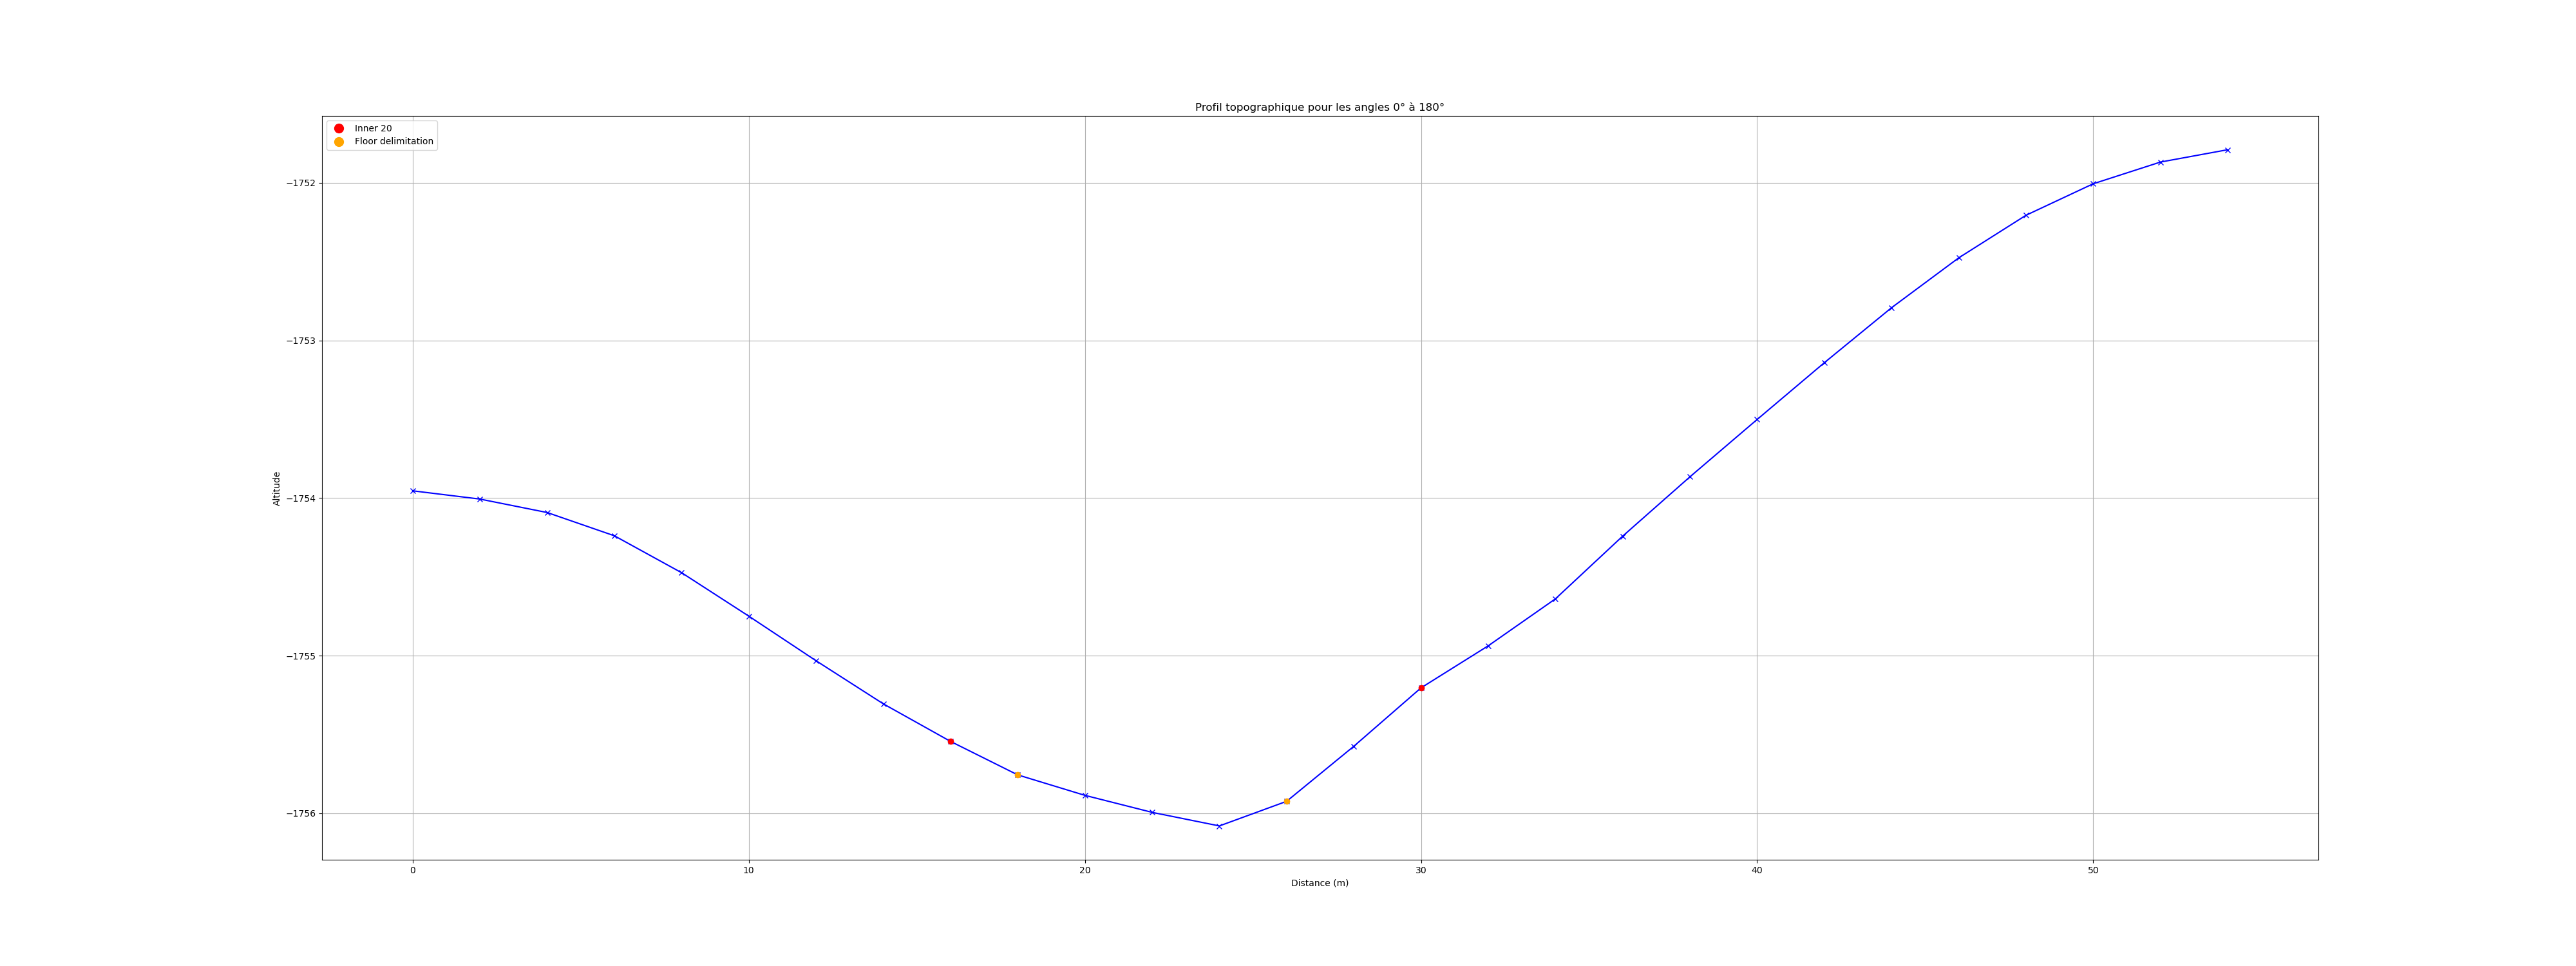 Profil topographique pour les angles 0° à 180°
Inner 20
Floor delimitation
−1752
−1753
−1754
−1755
−1756
Altitude
0 10 20 30 40 50
Distance (m)